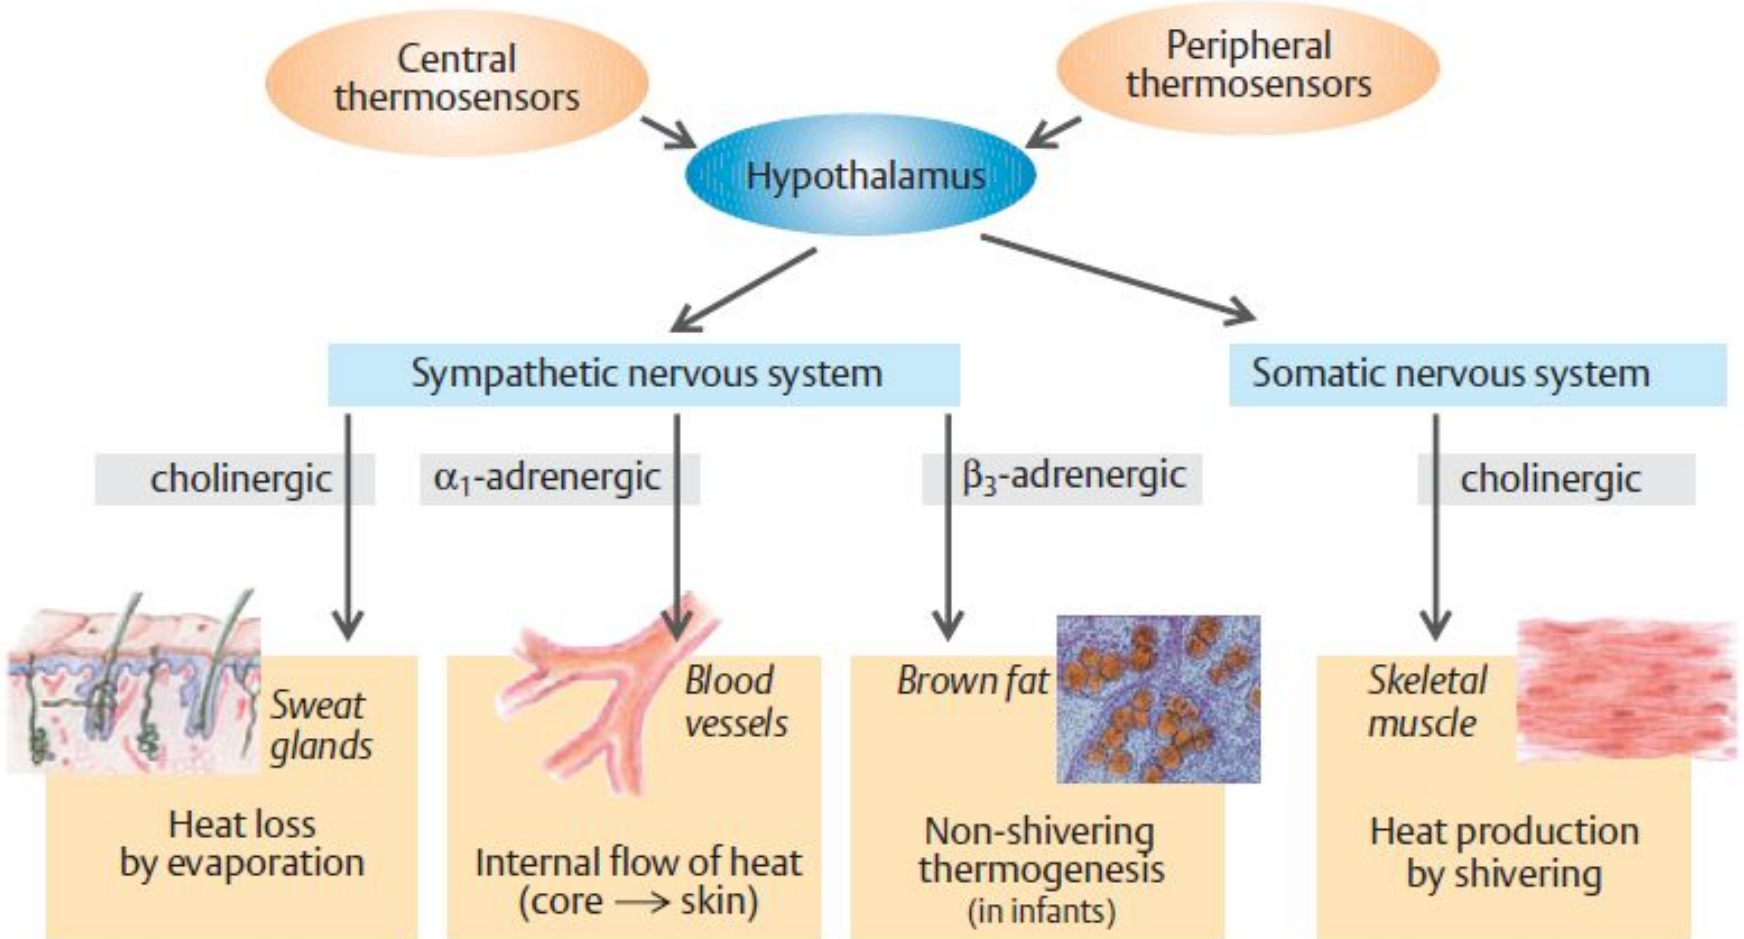 Central
thermosensors
Peripheral
thermosensors
Hypothalamus
Sympathetic nervous system
Somatic nervous system
cholinergic
α₁-adrenergic
β₃-adrenergic
cholinergic
Sweat
glands
Blood
vessels
Brown fat
Skeletal
muscle
Heat loss
by evaporation
Internal flow of heat
(core → skin)
Non-shivering
thermogenesis
(in infants)
Heat production
by shivering